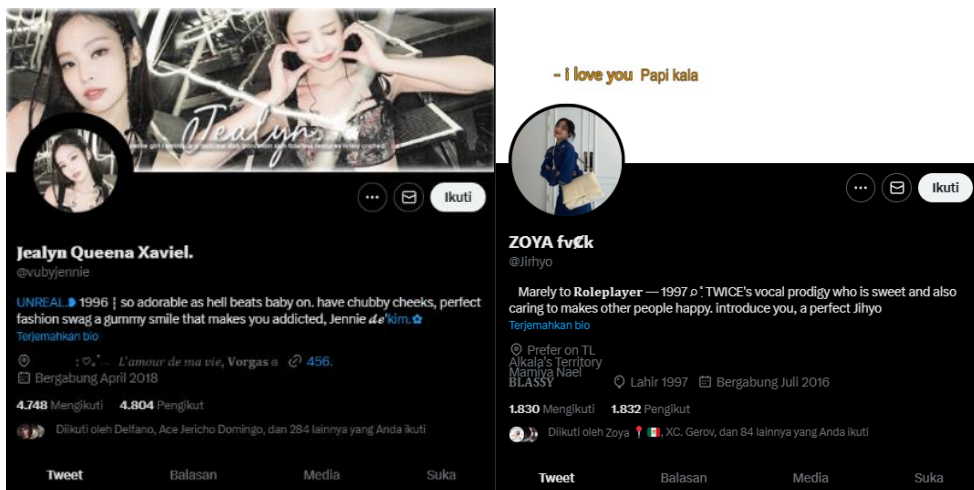 Jealyn.
Ikuti
Jealyn Queena Xaviel.
@vubyjennie
UNREAL.❥ 1996 ¦ so adorable as hell beats baby on. have chubby cheeks, perfect
fashion swag a gummy smile that makes you addicted, Jennie 𝓭𝓮'kim.✿
Terjemahkan bio
:♡₊˚ L'amour de ma vie, Vorgas 456.
Bergabung April 2018
4.748 Mengikuti 4.804 Pengikut
Diikuti oleh Delfano, Ace Jericho Domingo, dan 284 lainnya yang Anda ikuti
Tweet Balasan Media Suka
- i love you Papi kala
Ikuti
ZOYA fvȻk
@Jirhyo
Marely to Roleplayer — 1997 ⌕ ࣪ TWICE's vocal prodigy who is sweet and also
caring to makes other people happy. introduce you, a perfect Jihyo
Terjemahkan bio
Prefer on TL
Alkala's Territory
Mamiya Nael
BLASSY Lahir 1997 Bergabung Juli 2016
1.830 Mengikuti 1.832 Pengikut
Diikuti oleh Zoya 📍🇲🇽, XC. Gerov, dan 84 lainnya yang Anda ikuti
Tweet Balasan Media Suka